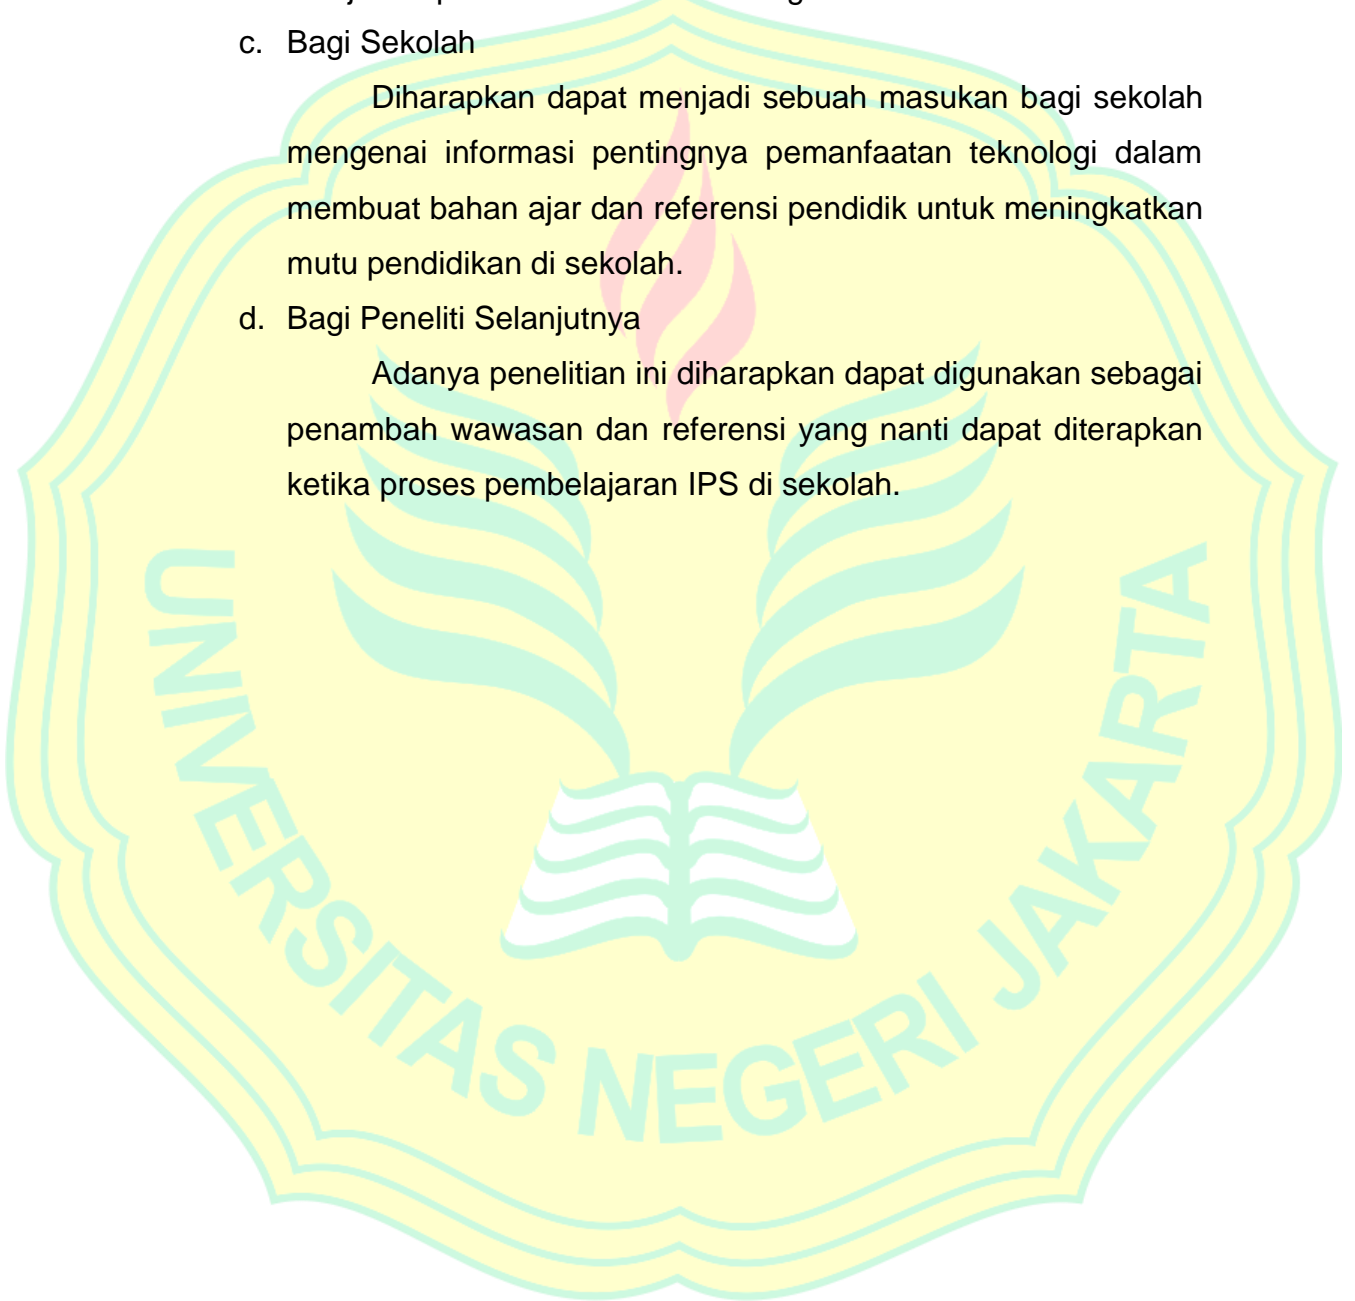 c. Bagi Sekolah
Diharapkan dapat menjadi sebuah masukan bagi sekolah
mengenai informasi pentingnya pemanfaatan teknologi dalam
membuat bahan ajar dan referensi pendidik untuk meningkatkan
mutu pendidikan di sekolah.
d. Bagi Peneliti Selanjutnya
Adanya penelitian ini diharapkan dapat digunakan sebagai
penambah wawasan dan referensi yang nanti dapat diterapkan
ketika proses pembelajaran IPS di sekolah.
UNIVERSITAS NEGERI JAKARTA